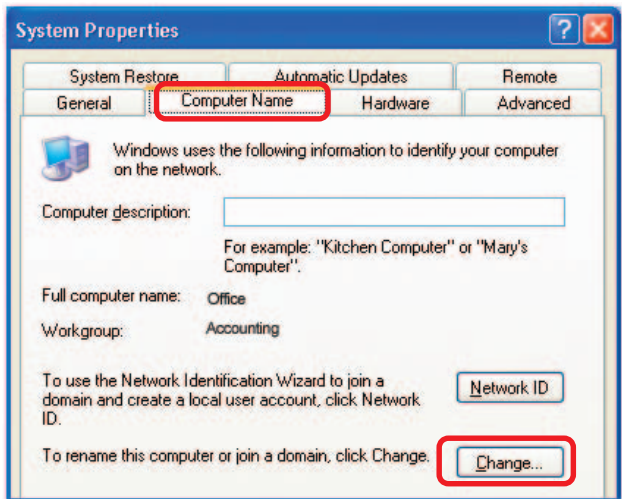 System Properties
System Restore Automatic Updates Remote
General Computer Name Hardware Advanced
Windows uses the following information to identify your computer
on the network.
Computer description:
For example: "Kitchen Computer" or "Mary's
Computer".
Full computer name: Office
Workgroup: Accounting
To use the Network Identification Wizard to join a
domain and create a local user account, click Network
ID.
Network ID
To rename this computer or join a domain, click Change.
Change...